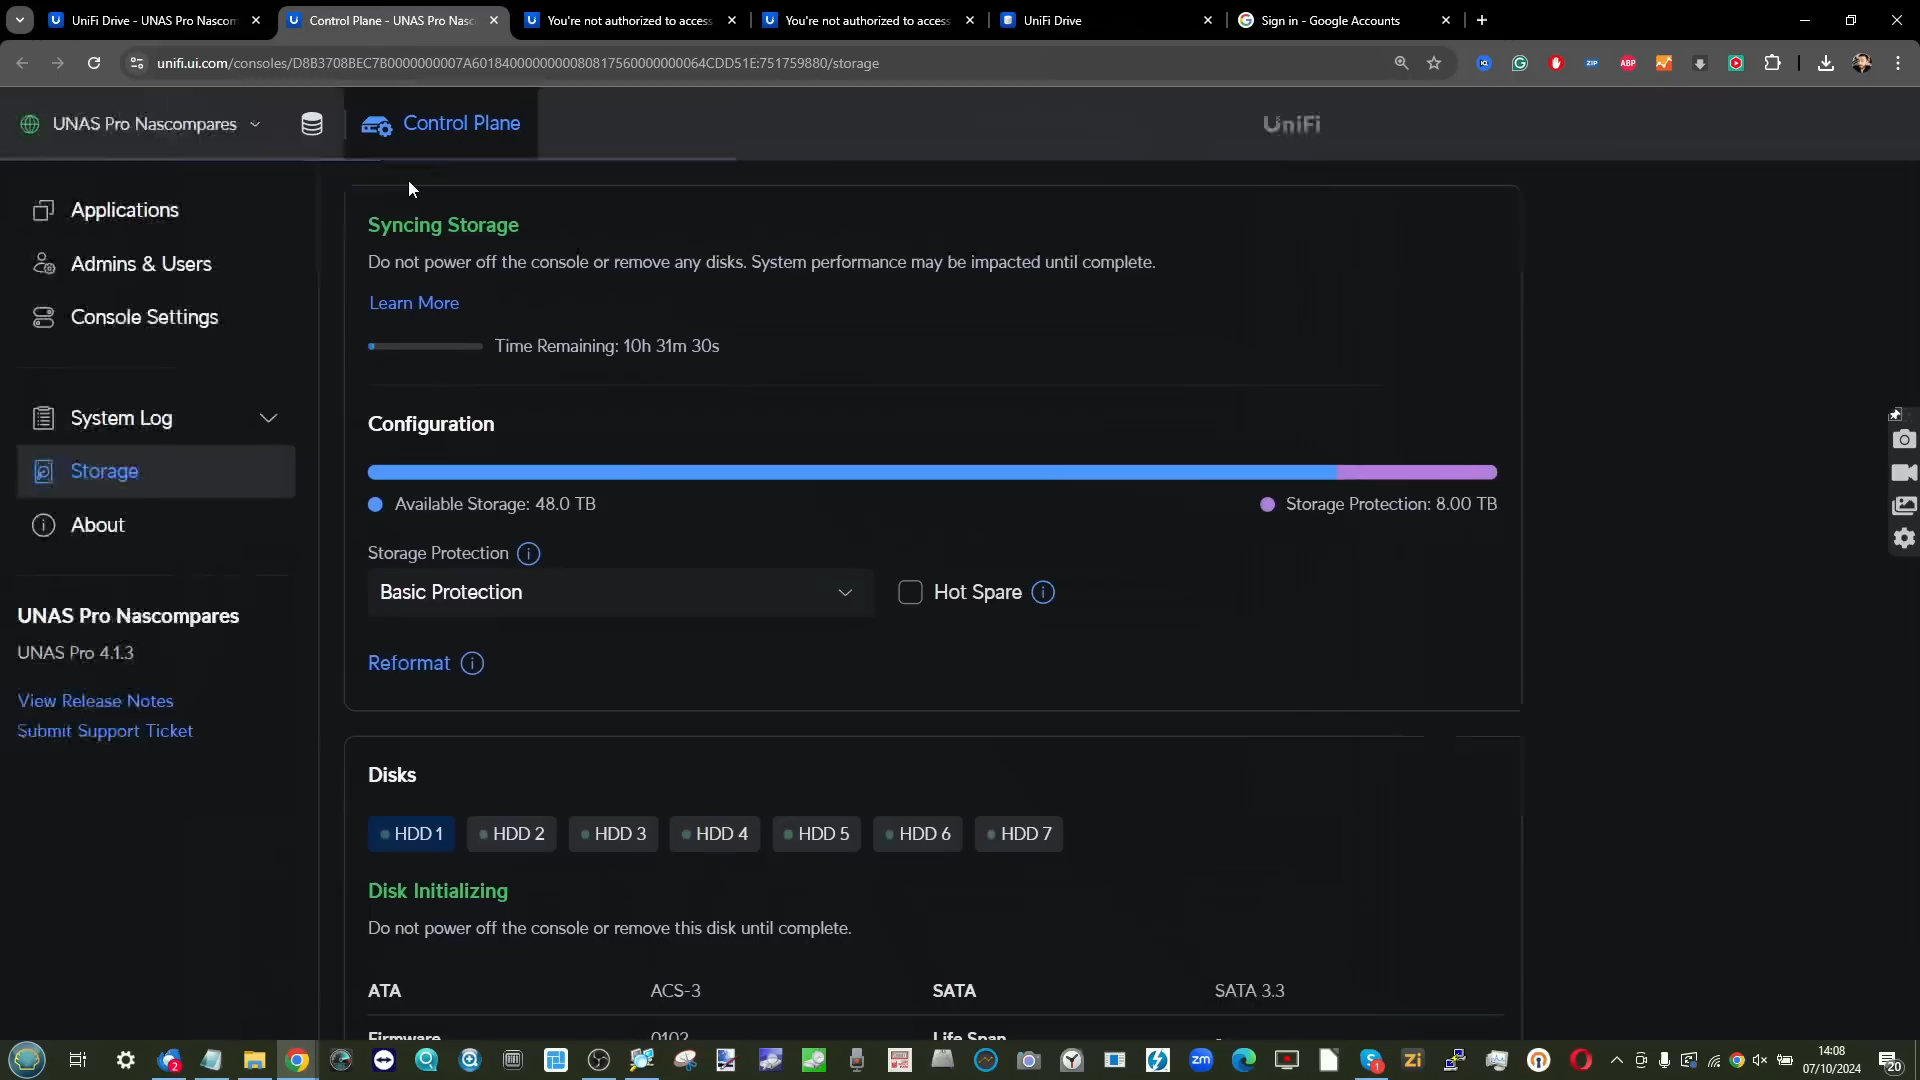 UniFi Drive - UNAS Pro Nascom
Control Plane - UNAS Pro Nasc
You're not authorized to access
You're not authorized to access
UniFi Drive
Sign in - Google Accounts
unifi.ui.com/consoles/D8B3708BEC7B0000000007A6018400000000080817560000000064CDD51E:751759880/storage
UNAS Pro Nascompares
Control Plane
UniFi
Applications
Admins & Users
Console Settings
System Log
Storage
About
UNAS Pro Nascompares
UNAS Pro 4.1.3
View Release Notes
Submit Support Ticket
Syncing Storage
Do not power off the console or remove any disks. System performance may be impacted until complete.
Learn More
Time Remaining: 10h 31m 30s
Configuration
Available Storage: 48.0 TB
Storage Protection: 8.00 TB
Storage Protection
Basic Protection
Hot Spare
Reformat
Disks
HDD 1
HDD 2
HDD 3
HDD 4
HDD 5
HDD 6
HDD 7
Disk Initializing
Do not power off the console or remove this disk until complete.
ATA
ACS-3
SATA
SATA 3.3
Firmware
0102
Life Span
14:08
07/10/2024
20